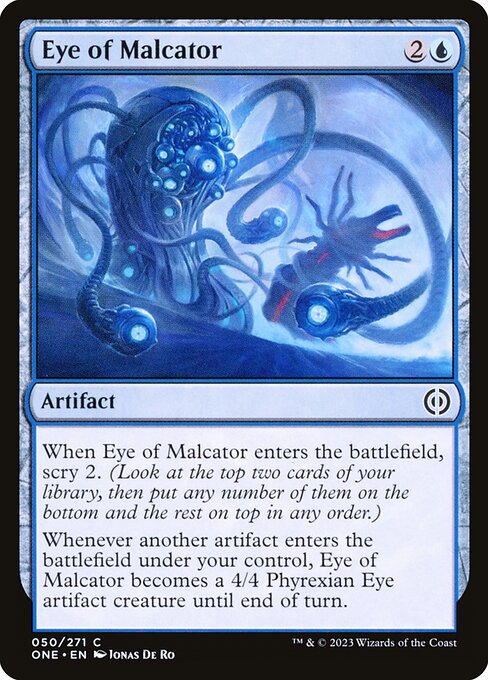 Eye of Malcator 2
Artifact
When Eye of Malcator enters the battlefield,
scry 2. (Look at the top two cards of your
library, then put any number of them on the
bottom and the rest on top in any order.)
Whenever another artifact enters the
battlefield under your control, Eye of
Malcator becomes a 4/4 Phyrexian Eye
artifact creature until end of turn.
050/271 C
ONE • EN Jonas De Ro
™ & © 2023 Wizards of the Coast